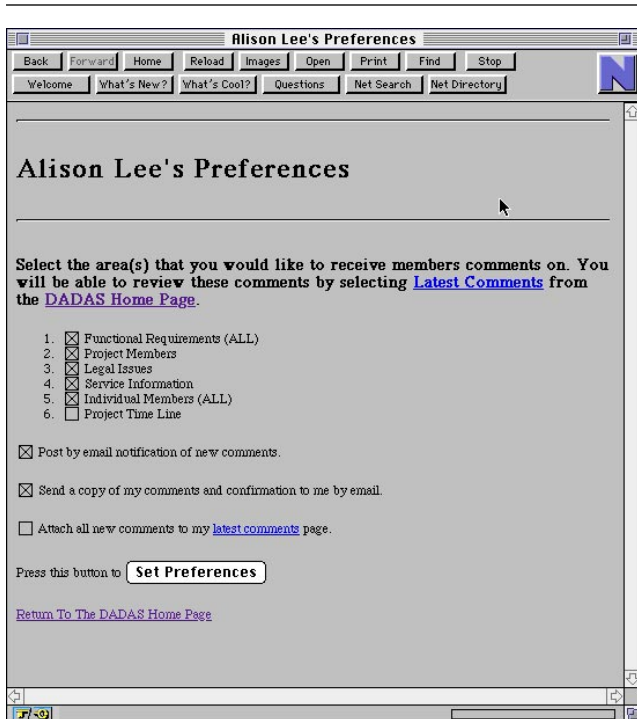 Alison Lee's Preferences
Back Forward Home Reload Images Open Print Find Stop
Welcome What's New? What's Cool? Questions Net Search Net Directory
N
Alison Lee's Preferences
Select the area(s) that you would like to receive members comments on. You
will be able to review these comments by selecting Latest Comments from
the DADAS Home Page.
1. Functional Requirements (ALL)
2. Project Members
3. Legal Issues
4. Service Information
5. Individual Members (ALL)
6. Project Time Line
Post by email notification of new comments.
Send a copy of my comments and confirmation to me by email.
Attach all new comments to my latest comments page.
Press this button to Set Preferences
Return To The DADAS Home Page